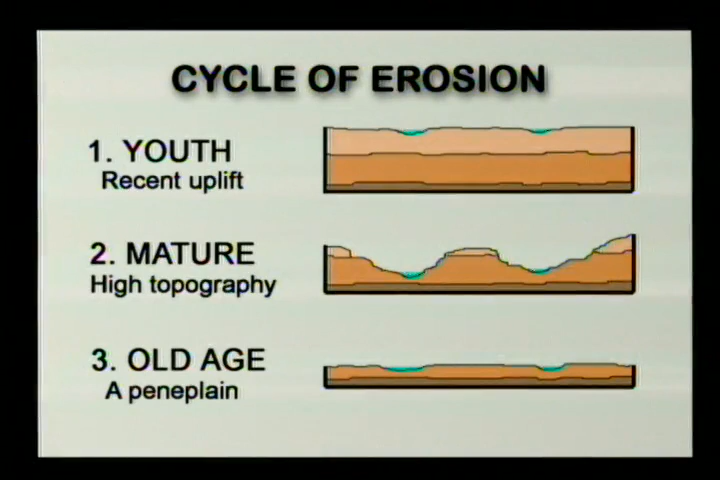 CYCLE OF EROSION
1. YOUTH
Recent uplift
2. MATURE
High topography
3. OLD AGE
A peneplain